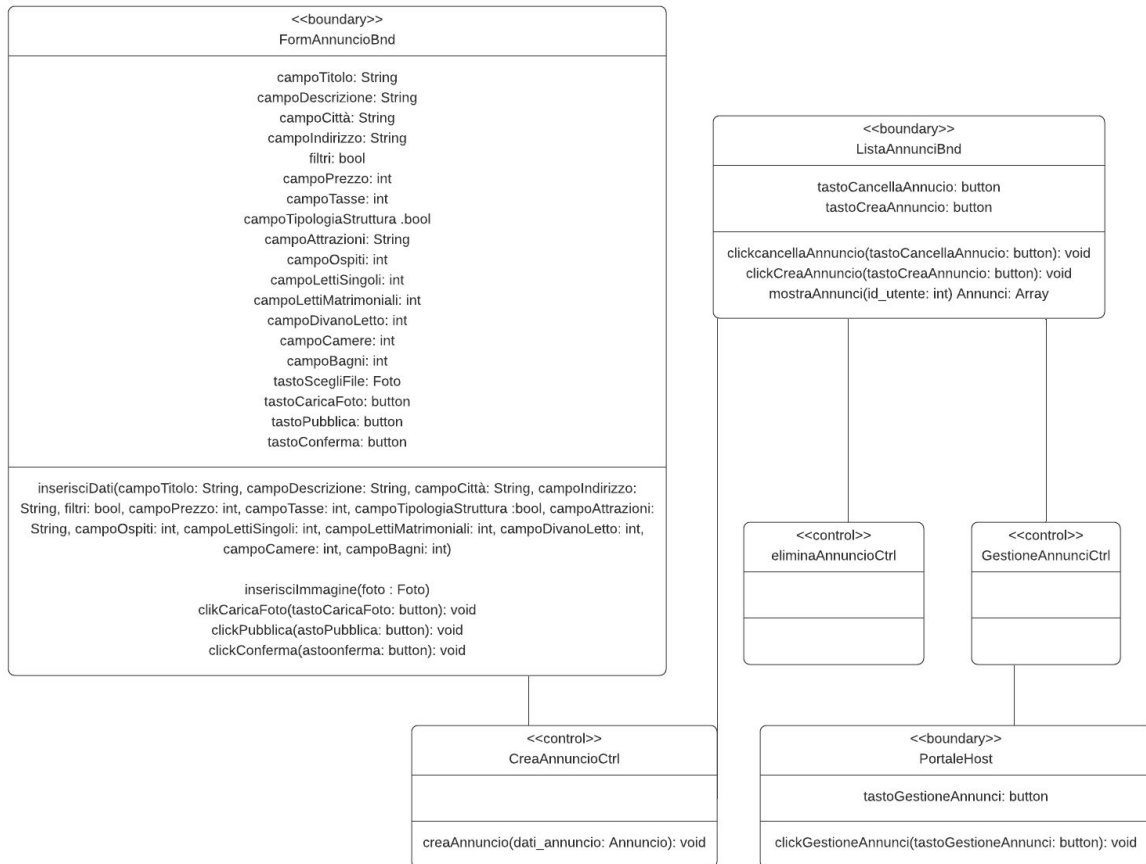 <<boundary>>
FormAnnuncioBnd
campoTitolo: String
campoDescrizione: String
campoCittà: String
campoIndirizzo: String
filtri: bool
campoPrezzo: int
campoTasse: int
campoTipologiaStruttura .bool
campoAttrazioni: String
campoOspiti: int
campoLettiSingoli: int
campoLettiMatrimoniali: int
campoDivanoLetto: int
campoCamere: int
campoBagni: int
tastoScegliFile: Foto
tastoCaricaFoto: button
tastoPubblica: button
tastoConferma: button
inserisciDati(campoTitolo: String, campoDescrizione: String, campoCittà: String, campoIndirizzo:
String, filtri: bool, campoPrezzo: int, campoTasse: int, campoTipologiaStruttura :bool, campoAttrazioni:
String, campoOspiti: int, campoLettiSingoli: int, campoLettiMatrimoniali: int, campoDivanoLetto: int,
campoCamere: int, campoBagni: int)
inserisciImmagine(foto : Foto)
clikCaricaFoto(tastoCaricaFoto: button): void
clickPubblica(astoPubblica: button): void
clickConferma(astoonferma: button): void
<<boundary>>
ListaAnnunciBnd
tastoCancellaAnnucio: button
tastoCreaAnnuncio: button
clickcancellaAnnuncio(tastoCancellaAnnucio: button): void
clickCreaAnnuncio(tastoCreaAnnuncio: button): void
mostraAnnunci(id_utente: int) Annunci: Array
<<control>>
eliminaAnnuncioCtrl
<<control>>
GestioneAnnunciCtrl
<<control>>
CreaAnnuncioCtrl
creaAnnuncio(dati_annuncio: Annuncio): void
<<boundary>>
PortaleHost
tastoGestioneAnnunci: button
clickGestioneAnnunci(tastoGestioneAnnunci: button): void